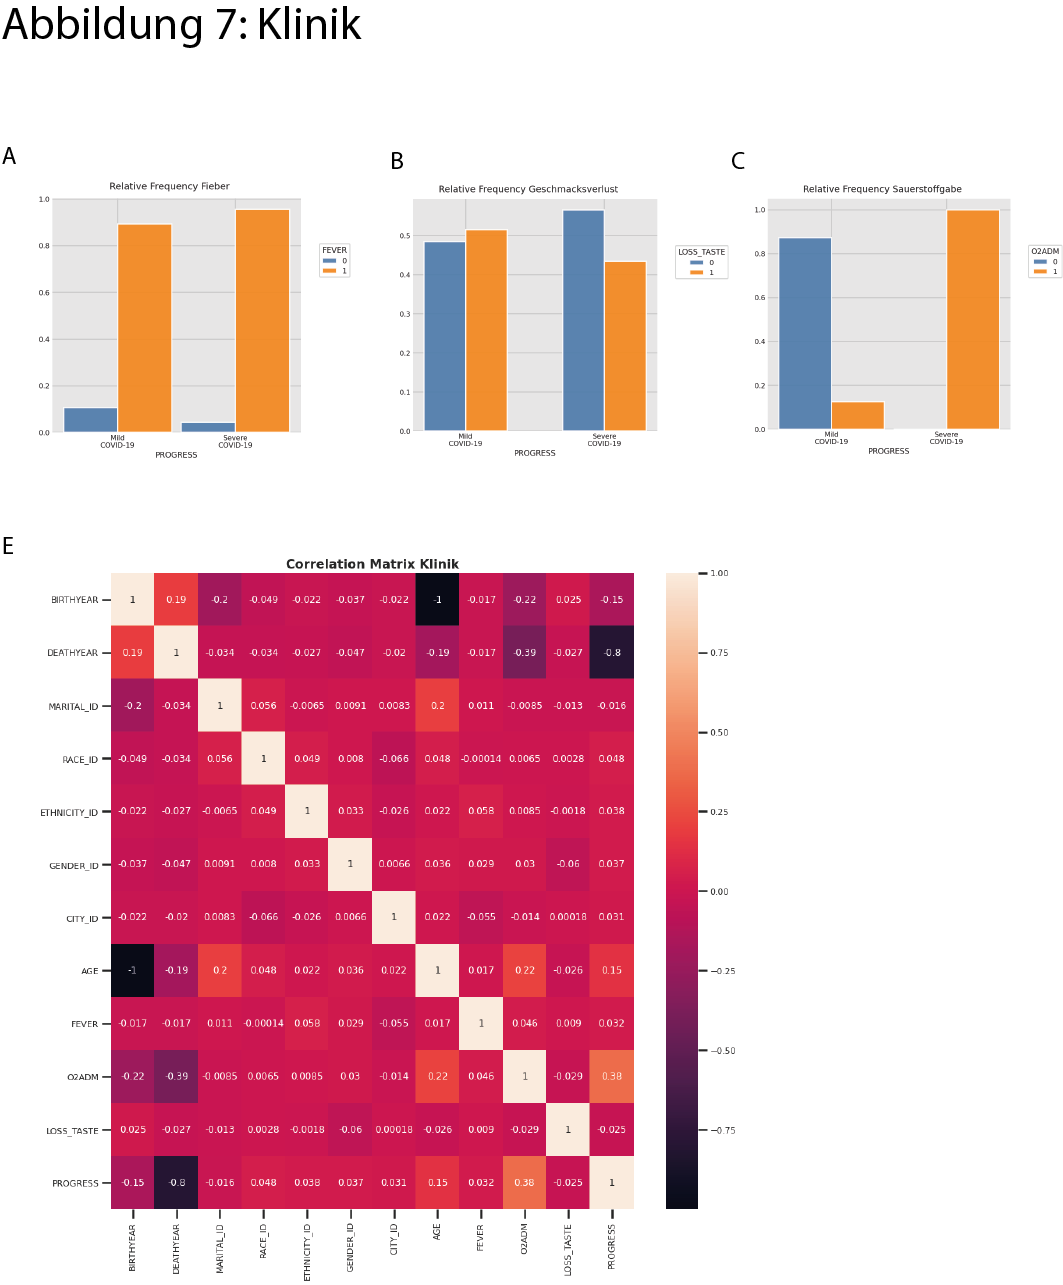 Abbildung 7: Klinik
A
Relative Frequency Fieber
1.0
0.8
0.6
0.4
0.2
0.0
Mild
COVID-19
Severe
COVID-19
PROGRESS
FEVER
0
1
B
Relative Frequency Geschmacksverlust
0.5
0.4
0.3
0.2
0.1
0.0
Mild
COVID-19
Severe
COVID-19
PROGRESS
LOSS_TASTE
0
1
C
Relative Frequency Sauerstoffgabe
1.0
0.8
0.6
0.4
0.2
0.0
Mild
COVID-19
Severe
COVID-19
PROGRESS
O2ADM
0
1
E
Correlation Matrix Klinik
BIRTHYEAR 1 0.19 -0.2 -0.049 -0.022 -0.037 -0.022 -1 -0.017 -0.22 0.025 -0.15
DEATHYEAR 0.19 1 -0.034 -0.034 -0.027 -0.047 -0.02 -0.19 -0.017 -0.39 -0.027 -0.8
MARITAL_ID -0.2 -0.034 1 0.056 -0.0065 0.0091 0.0083 0.2 0.011 -0.0085 -0.013 -0.016
RACE_ID -0.049 -0.034 0.056 1 0.049 0.008 -0.066 0.048 -0.00014 0.0065 0.0028 0.048
ETHNICITY_ID -0.022 -0.027 -0.0065 0.049 1 0.033 -0.026 0.022 0.058 0.0085 -0.0018 0.038
GENDER_ID -0.037 -0.047 0.0091 0.008 0.033 1 0.0066 0.036 0.029 0.03 -0.06 0.037
CITY_ID -0.022 -0.02 0.0083 -0.066 -0.026 0.0066 1 0.022 -0.055 -0.014 0.00018 0.031
AGE -1 -0.19 0.2 0.048 0.022 0.036 0.022 1 0.017 0.22 -0.026 0.15
FEVER -0.017 -0.017 0.011 -0.00014 0.058 0.029 -0.055 0.017 1 0.046 0.009 0.032
O2ADM -0.22 -0.39 -0.0085 0.0065 0.0085 0.03 -0.014 0.22 0.046 1 -0.029 0.38
LOSS_TASTE 0.025 -0.027 -0.013 0.0028 -0.0018 -0.06 0.00018 -0.026 0.009 -0.029 1 -0.025
PROGRESS -0.15 -0.8 -0.016 0.048 0.038 0.037 0.031 0.15 0.032 0.38 -0.025 1
BIRTHYEAR
DEATHYEAR
MARITAL_ID
RACE_ID
ETHNICITY_ID
GENDER_ID
CITY_ID
AGE
FEVER
O2ADM
LOSS_TASTE
PROGRESS
1.00
0.75
0.50
0.25
0.00
−0.25
−0.50
−0.75